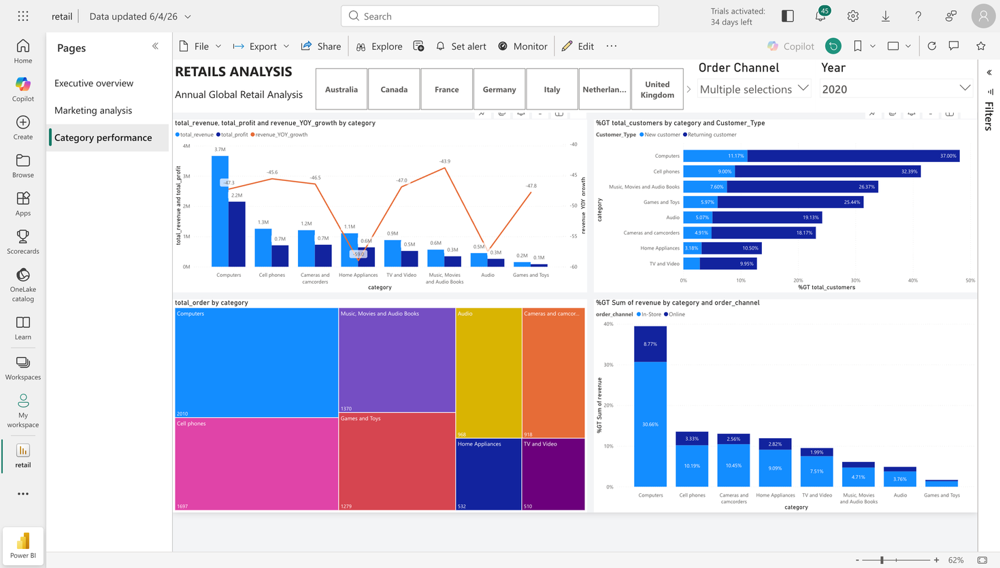 retail
Data updated 6/4/26
Search
Trials activated:
34 days left
45
Home
Copilot
Create
Browse
Apps
Scorecards
OneLake
catalog
Learn
Workspaces
My
workspace
retail
Power BI
Pages
Executive overview
Marketing analysis
Category performance
File
Export
Share
Explore
Set alert
Monitor
Edit
Copilot
RETAILS ANALYSIS
Annual Global Retail Analysis
Australia
Canada
France
Germany
Italy
Netherlan...
United
Kingdom
Order Channel
Multiple selections
Year
2020
Filters
total_revenue, total_profit and revenue_YOY_growth by category
total_revenue total_profit revenue_YOY_growth
total_revenue and total_profit
4M
3M
2M
1M
0M
3.7M
-47.3
2.2M
-45.6
1.3M
0.7M
-46.5
1.2M
0.7M
1.1M
0.6M
-59.0
-47.0
0.9M
0.5M
-43.9
0.6M
0.3M
0.5M
0.3M
-47.8
0.2M
0.1M
-40
-45
-50
-55
-60
revenue_YOY_growth
Computers
Cell phones
Cameras and
camcorders
Home Appliances
TV and Video
Music, Movies
and Audio Books
Audio
Games and Toys
category
%GT total_customers by category and Customer_Type
Customer_Type New customer Returning customer
category
Computers 11.17% 37.00%
Cell phones 9.00% 32.39%
Music, Movies and Audio Books 7.60% 26.37%
Games and Toys 5.97% 25.44%
Audio 5.07% 19.13%
Cameras and camcorders 4.91% 18.17%
Home Appliances 3.18% 10.50%
TV and Video 9.95%
0% 10% 20% 30% 40% 50%
%GT total_customers
total_order by category
Computers
2010
Cell phones
1697
Music, Movies and Audio Books
1370
Games and Toys
1279
Audio
968
Cameras and camcor...
918
Home Appliances
532
TV and Video
510
%GT Sum of revenue by category and order_channel
order_channel In-Store Online
%GT Sum of revenue
40%
30%
20%
10%
0%
8.77%
30.66%
3.33%
10.19%
2.56%
10.45%
2.82%
9.09%
1.99%
7.51%
4.71%
3.76%
Computers
Cell phones
Cameras and
camcorders
Home Appliances
TV and Video
Music, Movies
and Audio Books
Audio
Games and Toys
category
- + 62%